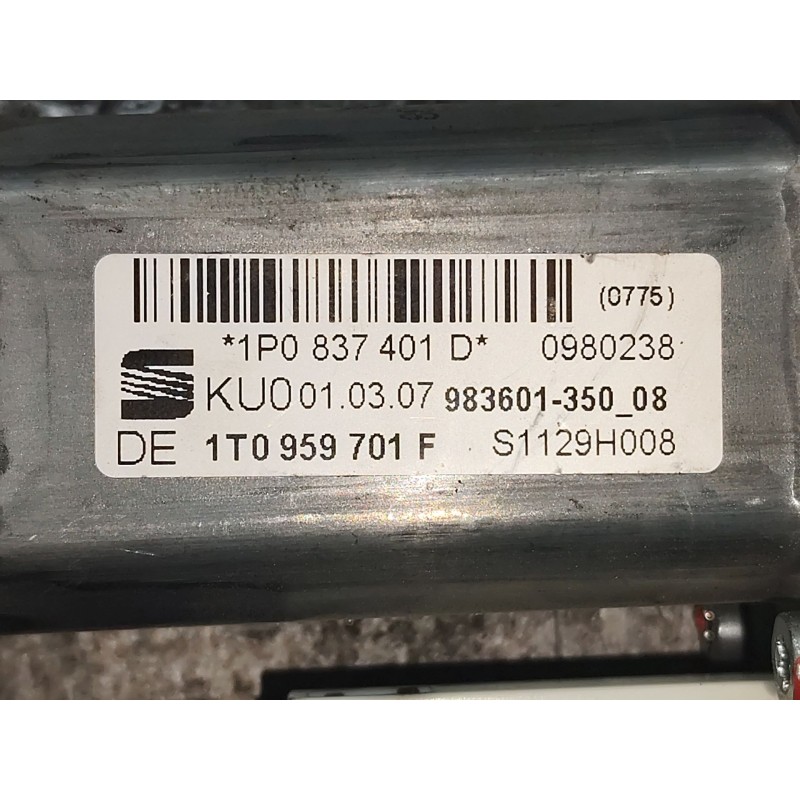 (0775)
*1P0 837 401 D* 0980238
KU0 01.03.07 983601-350_08
DE 1T0 959 701 F S1129H008